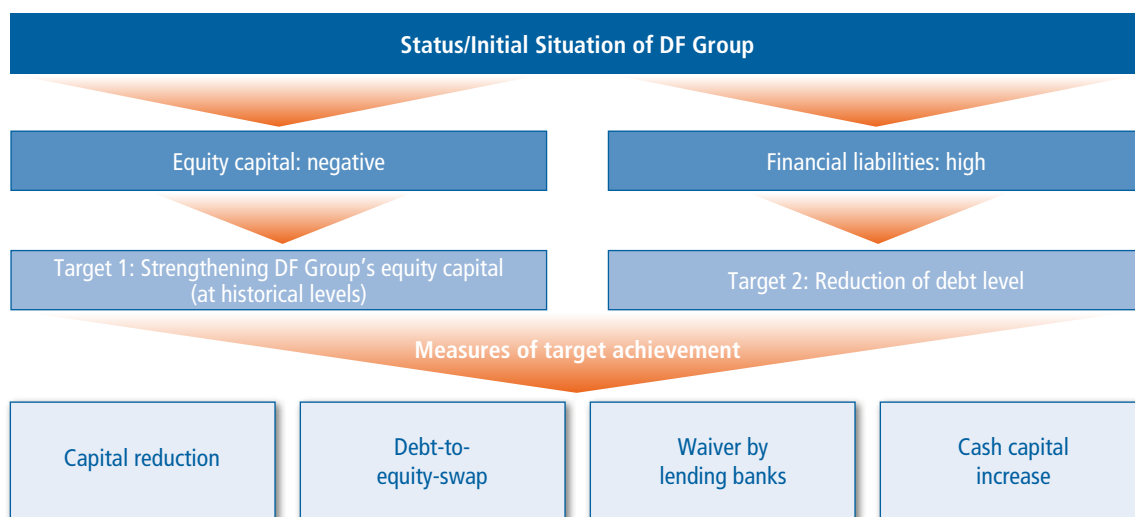 Status/Initial Situation of DF Group
Equity capital: negative
Financial liabilities: high
Target 1: Strengthening DF Group’s equity capital
(at historical levels)
Target 2: Reduction of debt level
Measures of target achievement
Capital reduction
Debt-to-
equity-swap
Waiver by
lending banks
Cash capital
increase